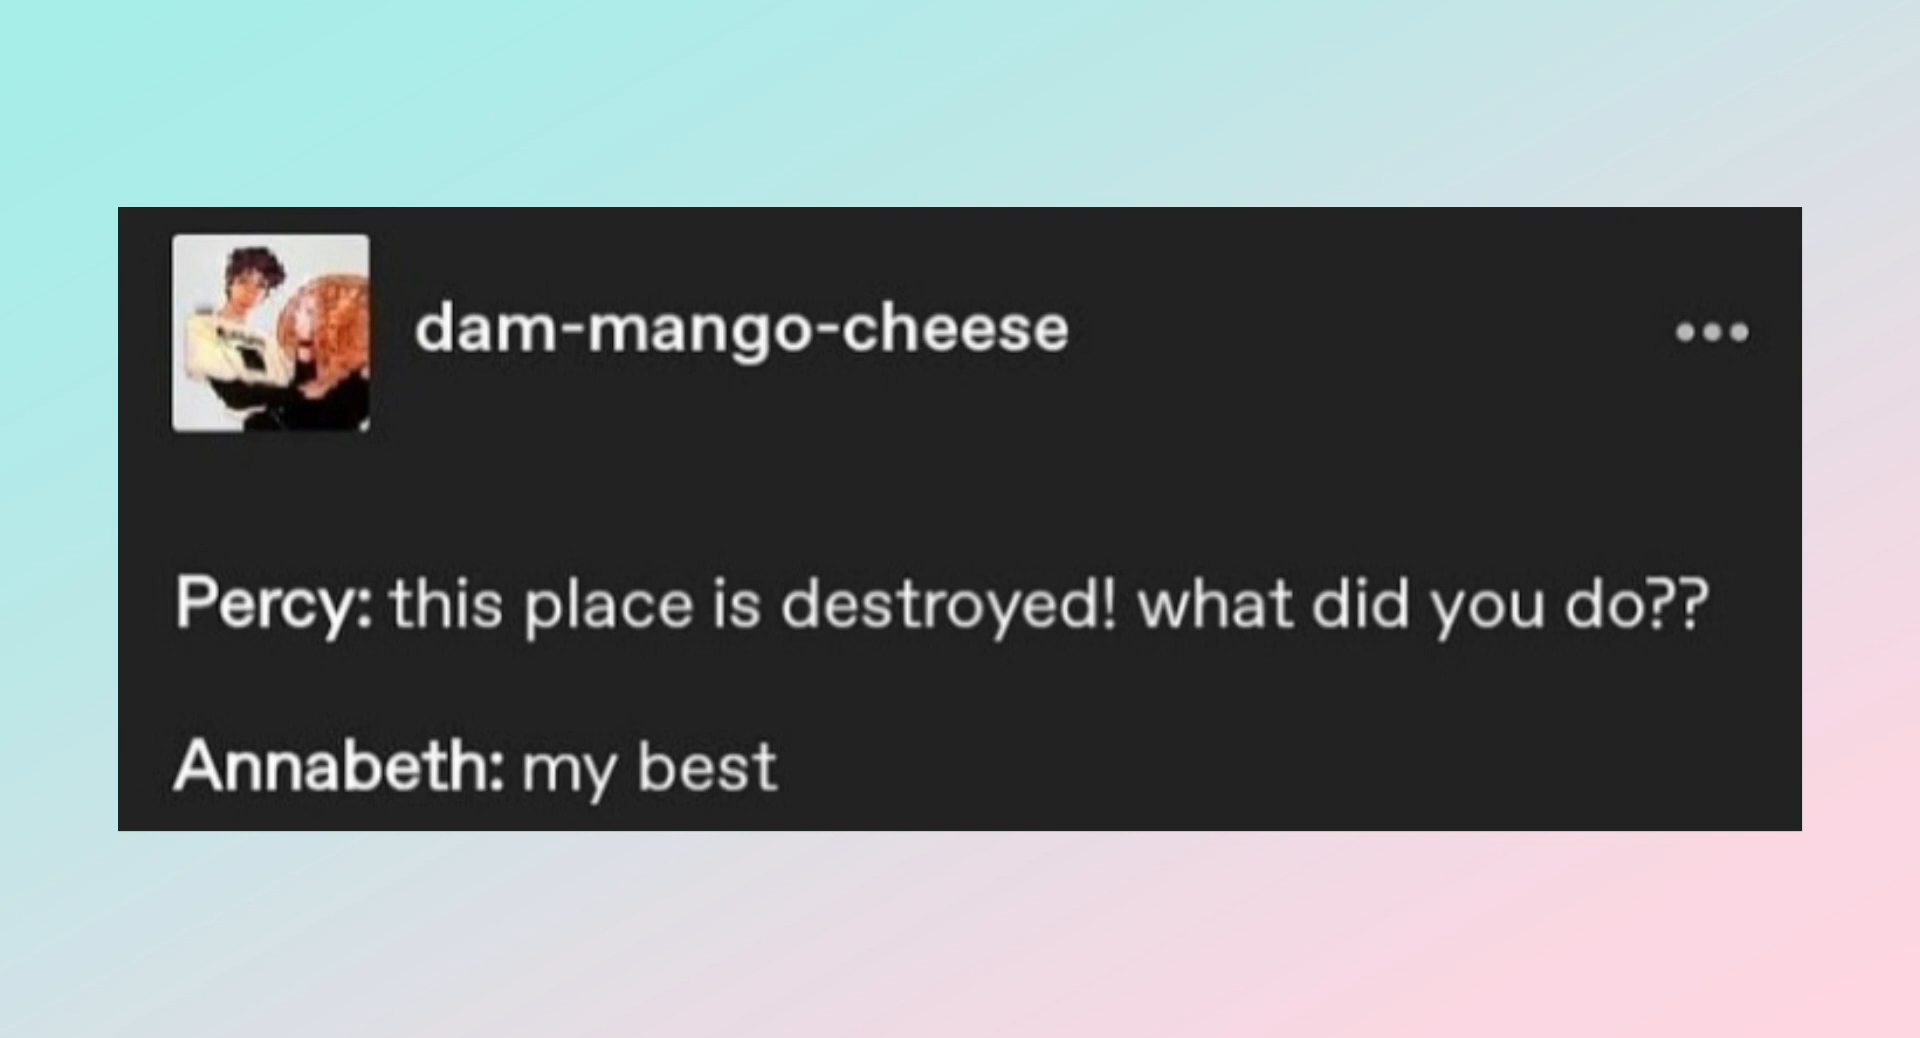 dam-mango-cheese
Percy: this place is destroyed! what did you do??
Annabeth: my best